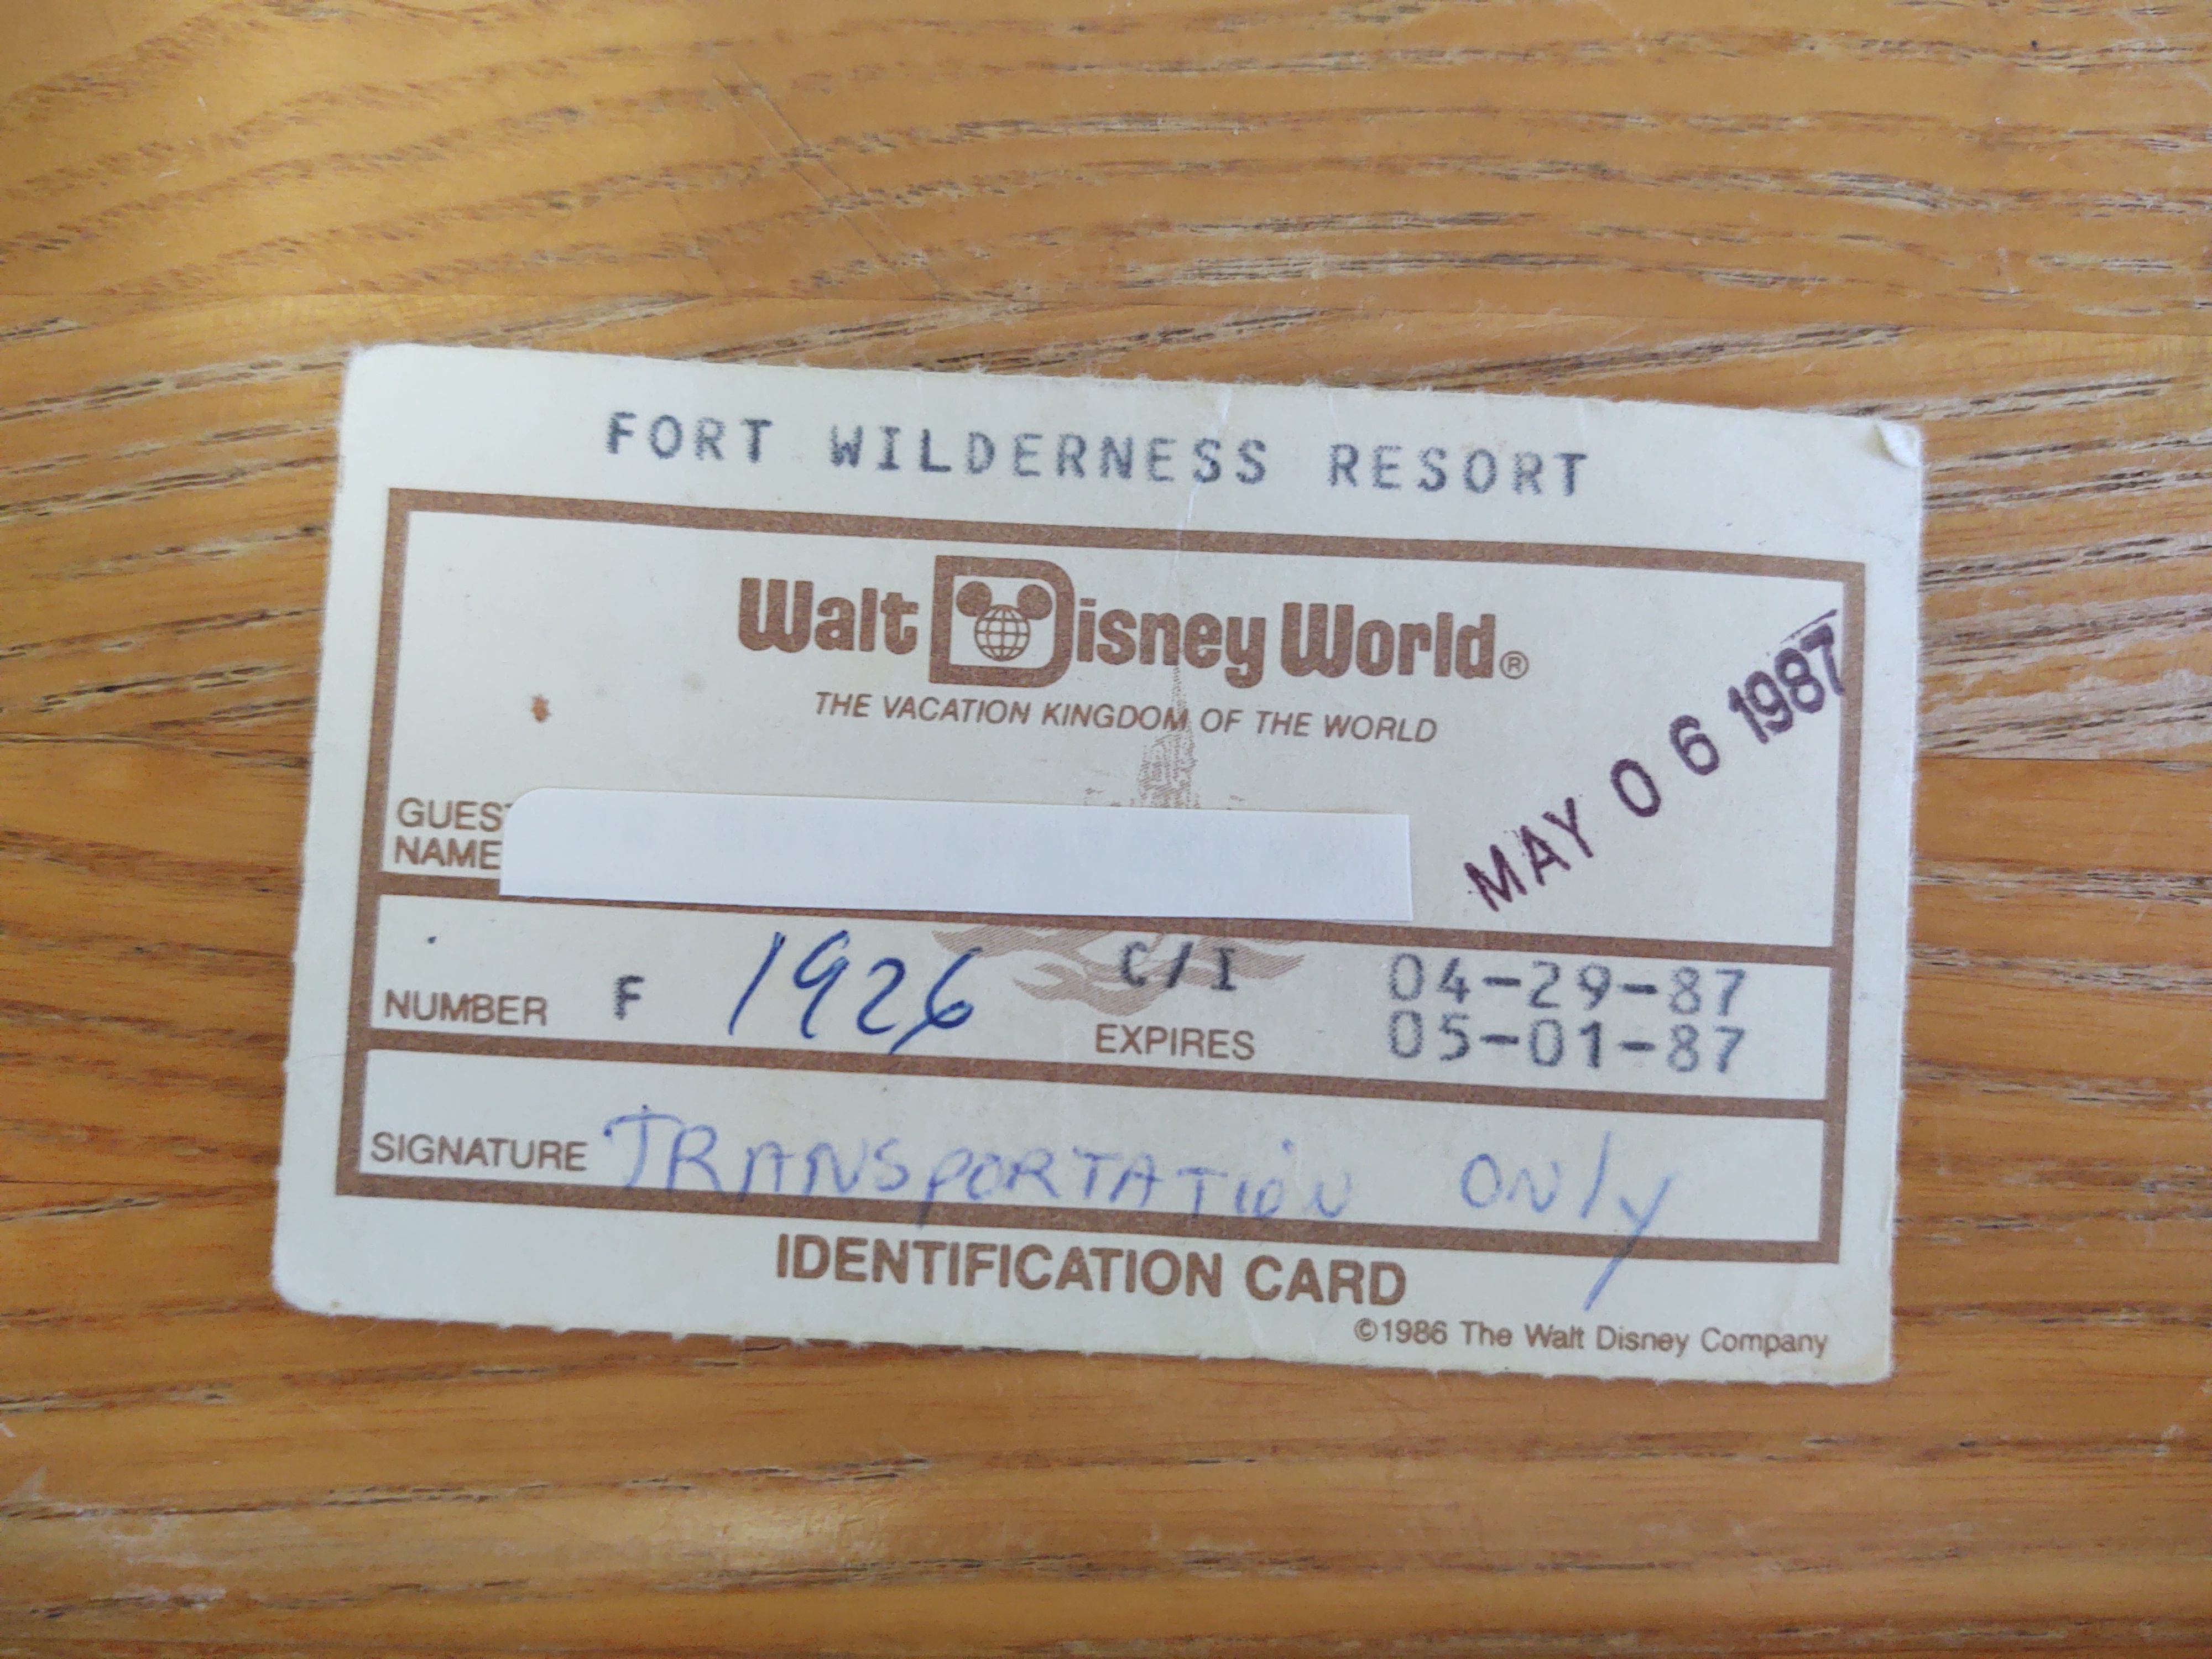 FORT WILDERNESS RESORT
Walt Disney World®
THE VACATION KINGDOM OF THE WORLD
MAY 06 1987
GUEST
NAME
C/I 04-29-87
NUMBER F 1926 EXPIRES 05-01-87
SIGNATURE TRANSPORTATION ONLY
IDENTIFICATION CARD
©1986 The Walt Disney Company